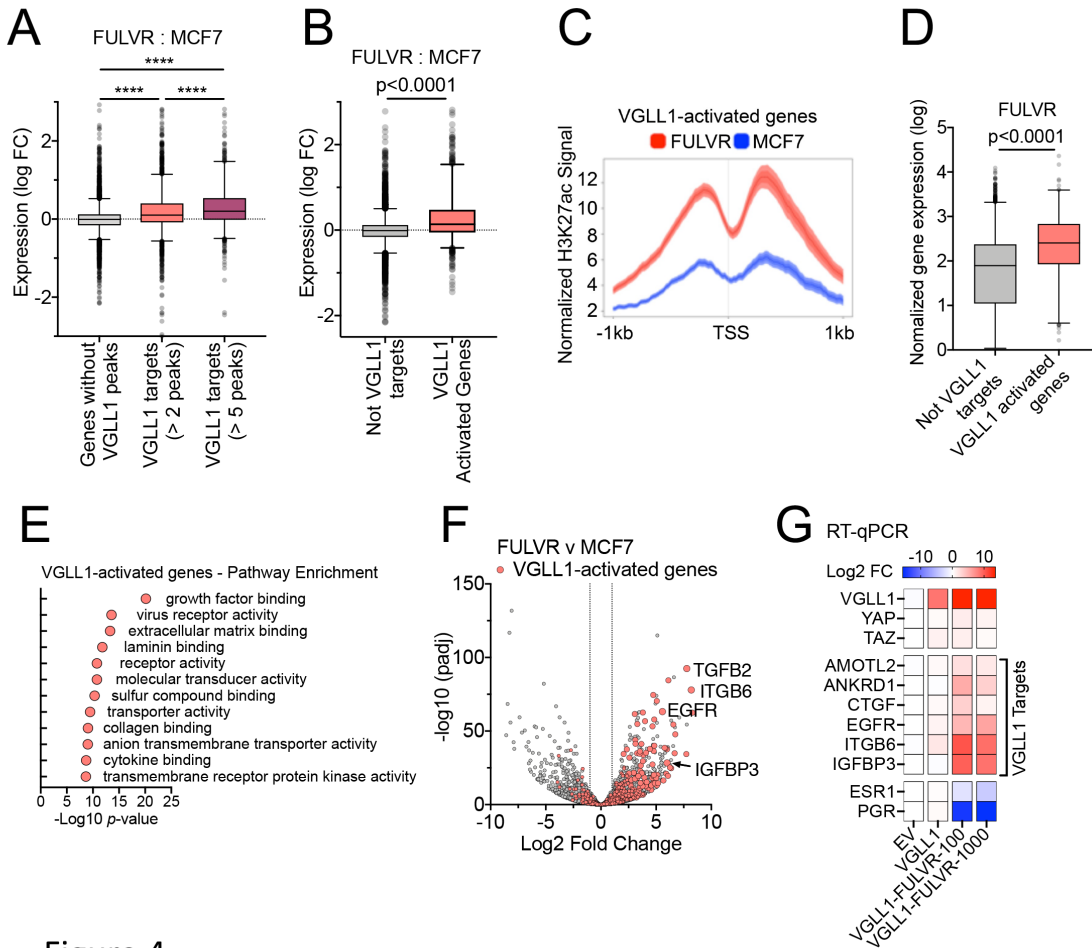 A
FULVR : MCF7
****
**** ****
Expression (log FC)
2
0
-2
Genes without
VGLL1 peaks
VGLL1 targets
(> 2 peaks)
VGLL1 targets
(> 5 peaks)
B
FULVR : MCF7
p<0.0001
Expression (log FC)
2
0
-2
Not VGLL1
targets
VGLL1
Activated Genes
C
VGLL1-activated genes
FULVR MCF7
Normalized H3K27ac Signal
12
10
8
6
4
2
-1kb TSS 1kb
D
FULVR
p<0.0001
Noramlized gene expression (log)
5
4
3
2
1
0
Not VGLL1
targets
VGLL1 activated
genes
E
VGLL1-activated genes - Pathway Enrichment
growth factor binding
virus receptor activity
extracellular matrix binding
laminin binding
receptor activity
molecular transducer activity
sulfur compound binding
transporter activity
collagen binding
anion transmembrane transporter activity
cytokine binding
transmembrane receptor protein kinase activity
0 5 10 15 20 25
-Log10 p-value
F
FULVR v MCF7
VGLL1-activated genes
-log10 (padj)
150
100
50
0
TGFB2
ITGB6
EGFR
IGFBP3
-10 -5 0 5 10
Log2 Fold Change
G
RT-qPCR
-10 0 10
Log2 FC
VGLL1
YAP
TAZ
AMOTL2
ANKRD1
CTGF
EGFR
ITGB6
IGFBP3
ESR1
PGR
VGLL1 Targets
EV
VGLL1
VGLL1-FULVR-100
VGLL1-FULVR-1000